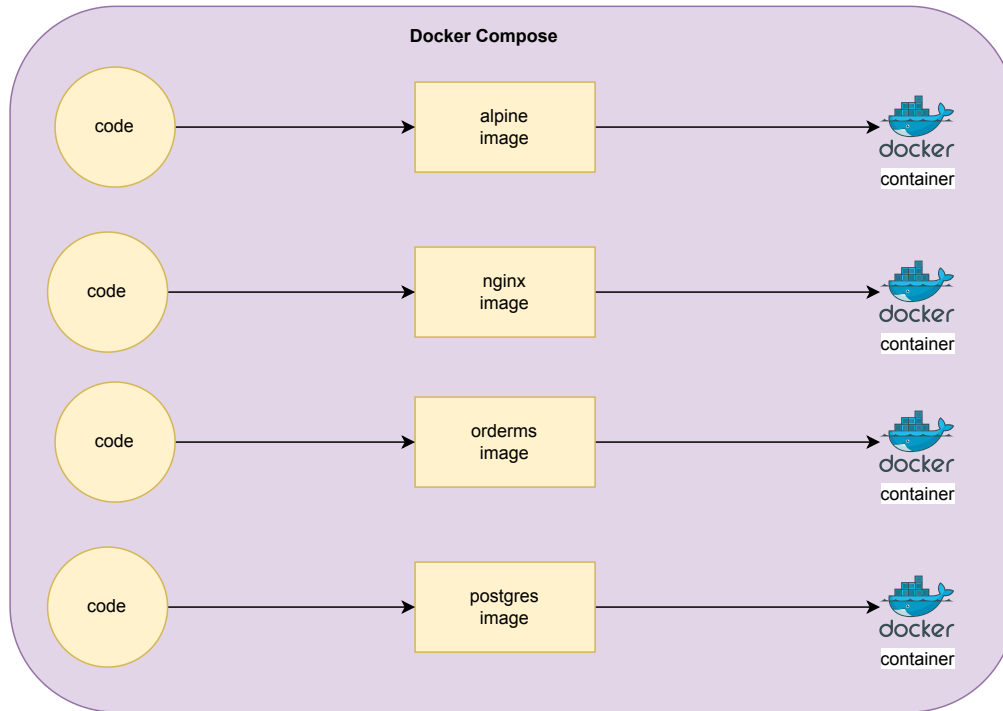 Docker Compose
code
alpine
image
docker
container
code
nginx
image
docker
container
code
orderms
image
docker
container
code
postgres
image
docker
container